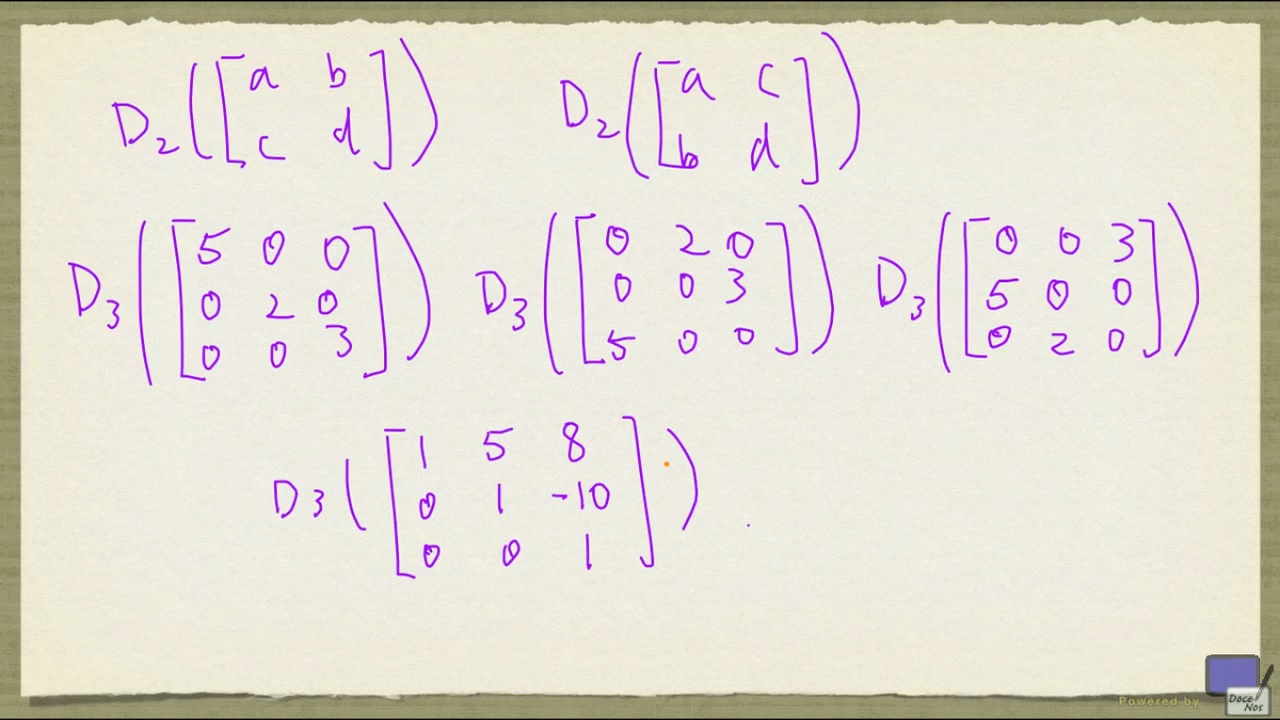 D₂([a b; c d]) D₂([a c; b d])
D₃([5 0 0; 0 2 0; 0 0 3]) D₃([0 2 0; 0 0 3; 5 0 0]) D₃([0 0 3; 5 0 0; 0 2 0])
D3([1 5 8; 0 1 -10; 0 0 1])
Powered by
Doce
Nos